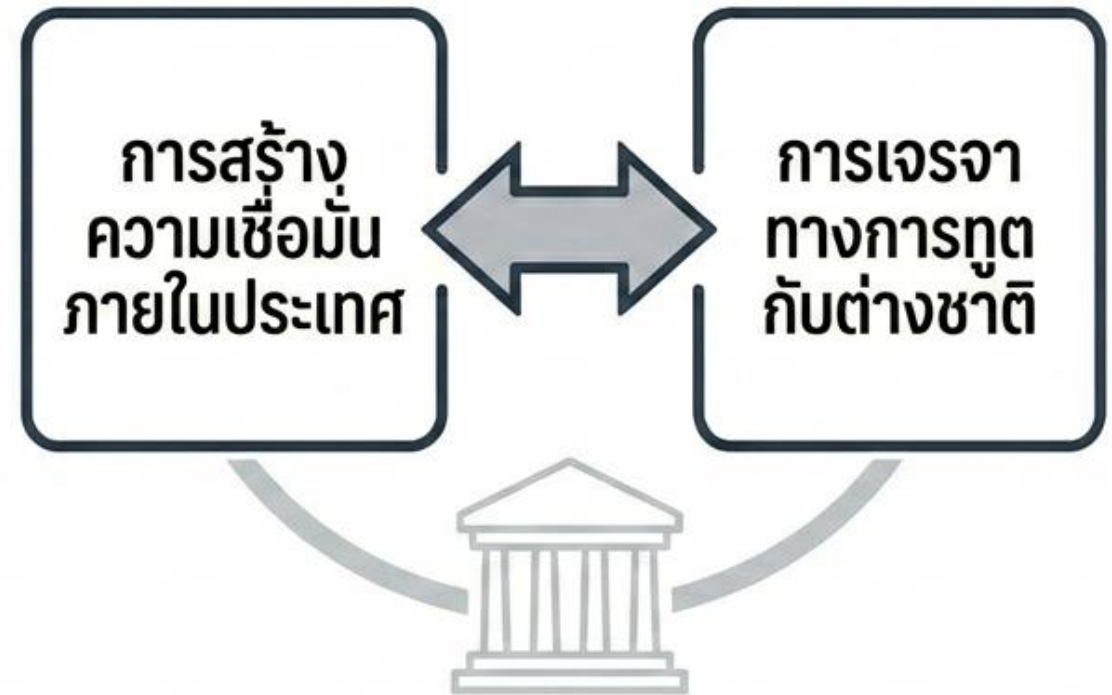 การสร้าง
ความเชื่อมั่น
ภายในประเทศ
การเจรจา
ทางการทูต
กับต่างชาติ